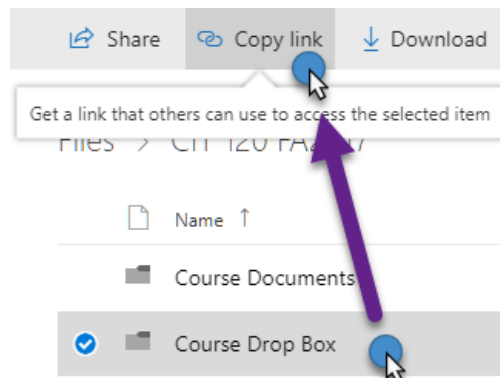 Share Copy link Download
Get a link that others can use to access the selected item
Files >
Name ↑
Course Documents
Course Drop Box